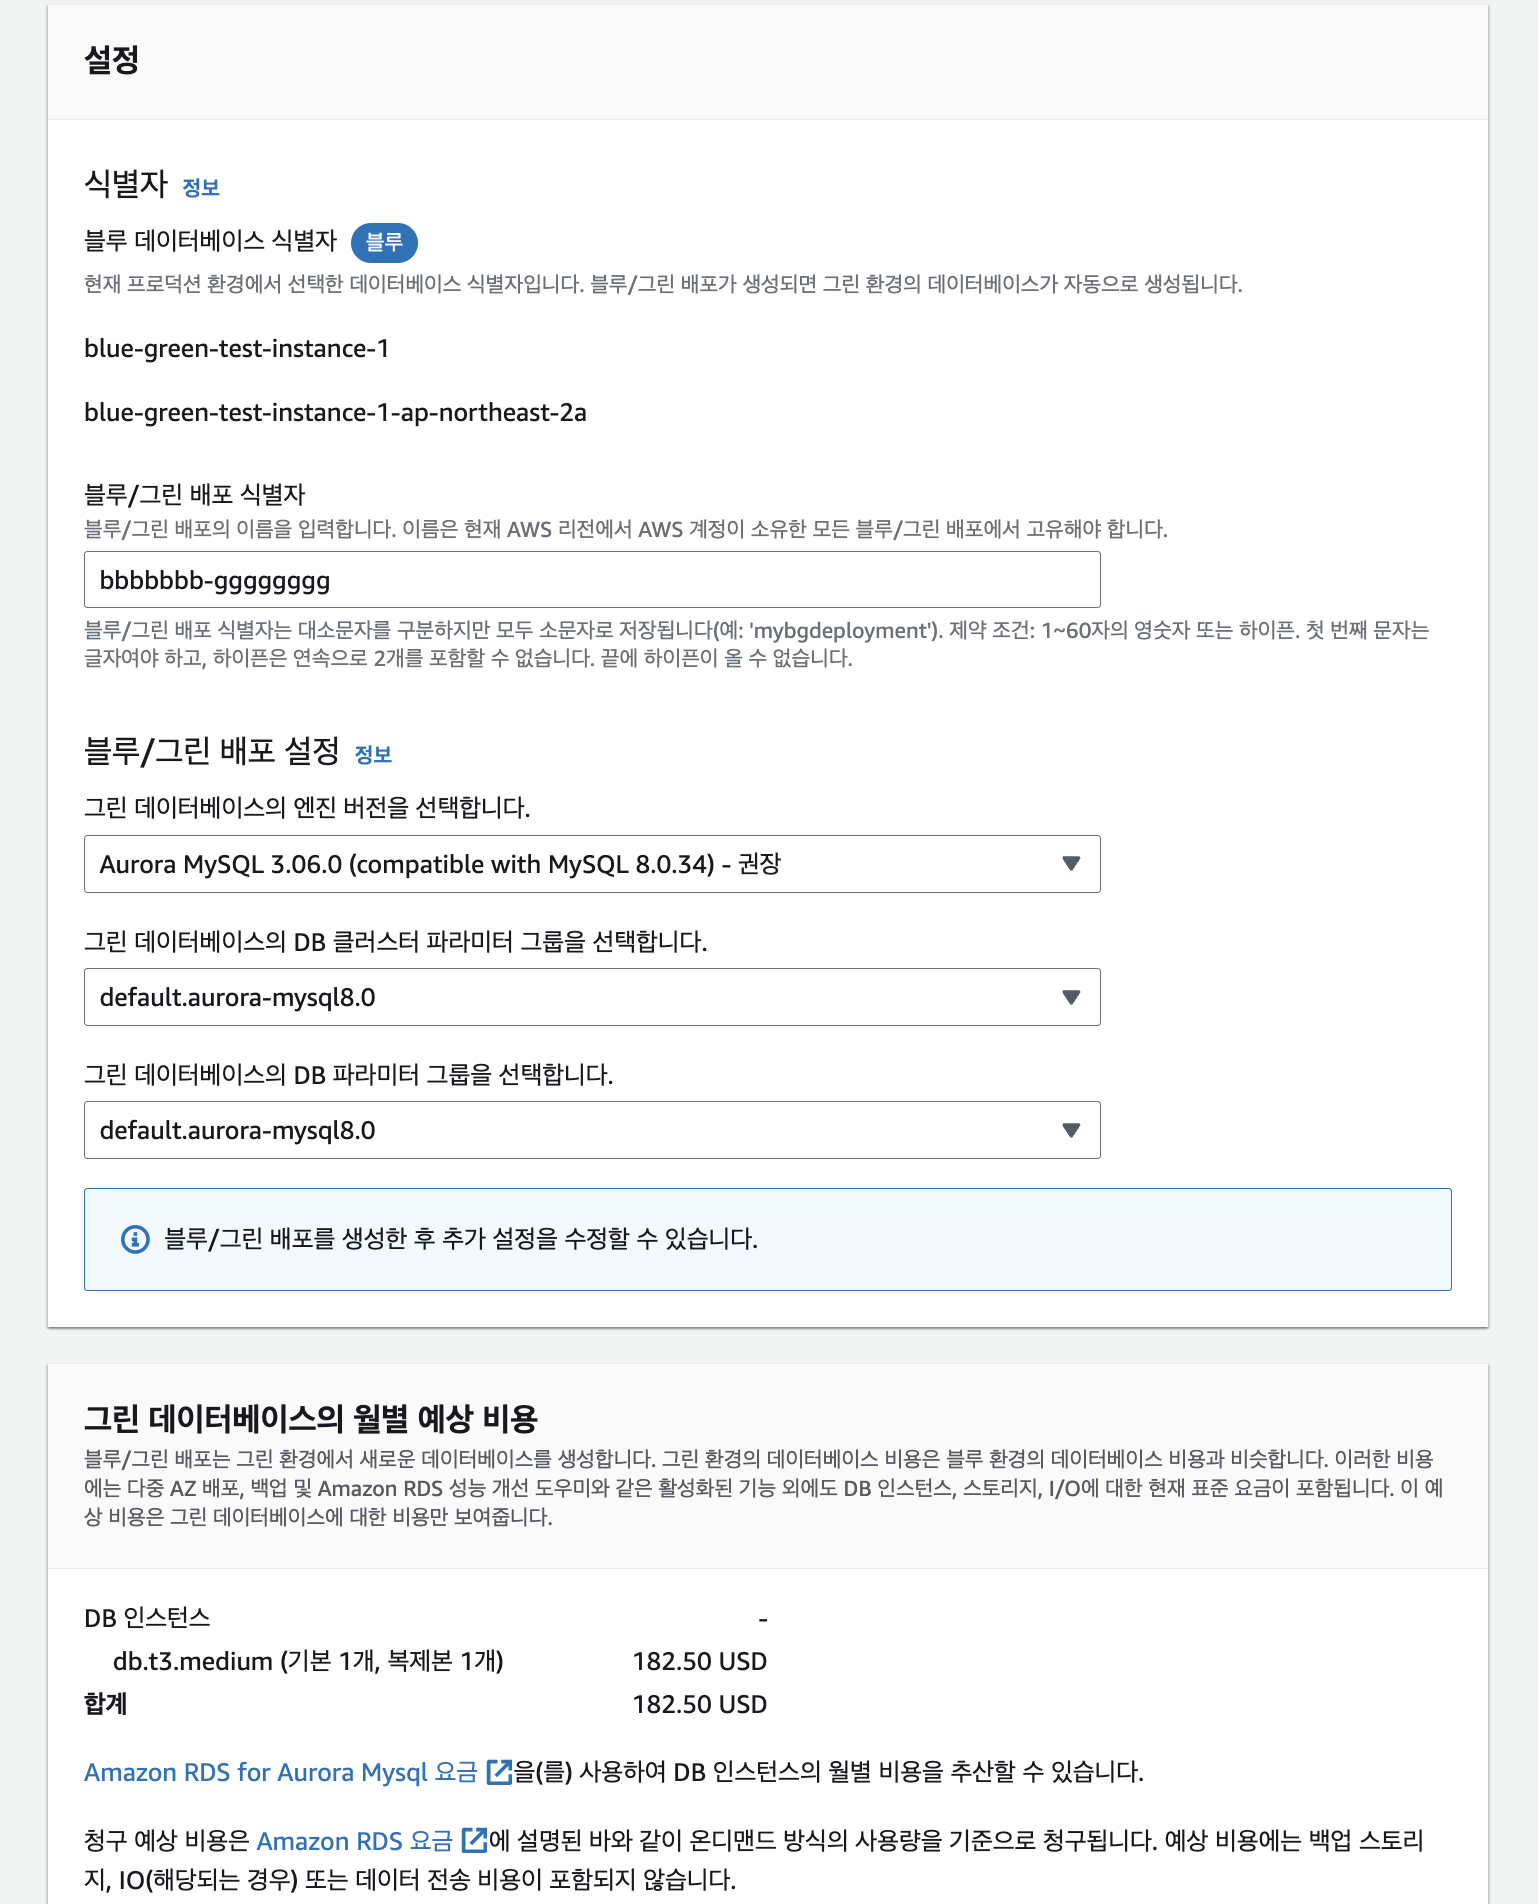 설정
식별자 정보
블루 데이터베이스 식별자 블루
현재 프로덕션 환경에서 선택한 데이터베이스 식별자입니다. 블루/그린 배포가 생성되면 그린 환경의 데이터베이스가 자동으로 생성됩니다.
blue-green-test-instance-1
blue-green-test-instance-1-ap-northeast-2a
블루/그린 배포 식별자
블루/그린 배포의 이름을 입력합니다. 이름은 현재 AWS 리전에서 AWS 계정이 소유한 모든 블루/그린 배포에서 고유해야 합니다.
bbbbbbb-gggggggg
블루/그린 배포 식별자는 대소문자를 구분하지만 모두 소문자로 저장됩니다(예: 'mybgdeployment'). 제약 조건: 1~60자의 영숫자 또는 하이픈. 첫 번째 문자는
글자여야 하고, 하이픈은 연속으로 2개를 포함할 수 없습니다. 끝에 하이픈이 올 수 없습니다.
블루/그린 배포 설정 정보
그린 데이터베이스의 엔진 버전을 선택합니다.
Aurora MySQL 3.06.0 (compatible with MySQL 8.0.34) - 권장
그린 데이터베이스의 DB 클러스터 파라미터 그룹을 선택합니다.
default.aurora-mysql8.0
그린 데이터베이스의 DB 파라미터 그룹을 선택합니다.
default.aurora-mysql8.0
블루/그린 배포를 생성한 후 추가 설정을 수정할 수 있습니다.
그린 데이터베이스의 월별 예상 비용
블루/그린 배포는 그린 환경에서 새로운 데이터베이스를 생성합니다. 그린 환경의 데이터베이스 비용은 블루 환경의 데이터베이스 비용과 비슷합니다. 이러한 비용
에는 다중 AZ 배포, 백업 및 Amazon RDS 성능 개선 도우미와 같은 활성화된 기능 외에도 DB 인스턴스, 스토리지, I/O에 대한 현재 표준 요금이 포함됩니다. 이 예
상 비용은 그린 데이터베이스에 대한 비용만 보여줍니다.
DB 인스턴스 -
db.t3.medium (기본 1개, 복제본 1개) 182.50 USD
합계 182.50 USD
Amazon RDS for Aurora Mysql 요금 을(를) 사용하여 DB 인스턴스의 월별 비용을 추산할 수 있습니다.
청구 예상 비용은 Amazon RDS 요금 에 설명된 바와 같이 온디맨드 방식의 사용량을 기준으로 청구됩니다. 예상 비용에는 백업 스토리
지, IO(해당되는 경우) 또는 데이터 전송 비용이 포함되지 않습니다.